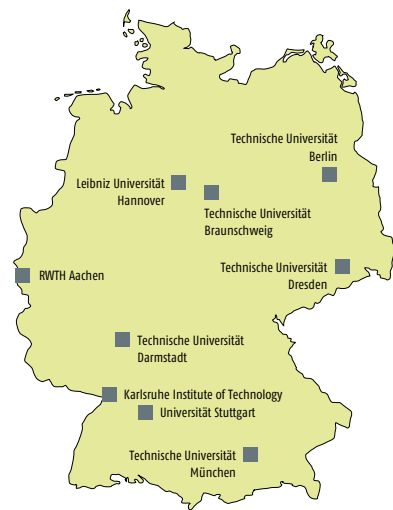 Technische Universität
Berlin
Leibniz Universität
Hannover
Technische Universität
Braunschweig
Technische Universität
Dresden
RWTH Aachen
Technische Universität
Darmstadt
Karlsruhe Institute of Technology
Universität Stuttgart
Technische Universität
München